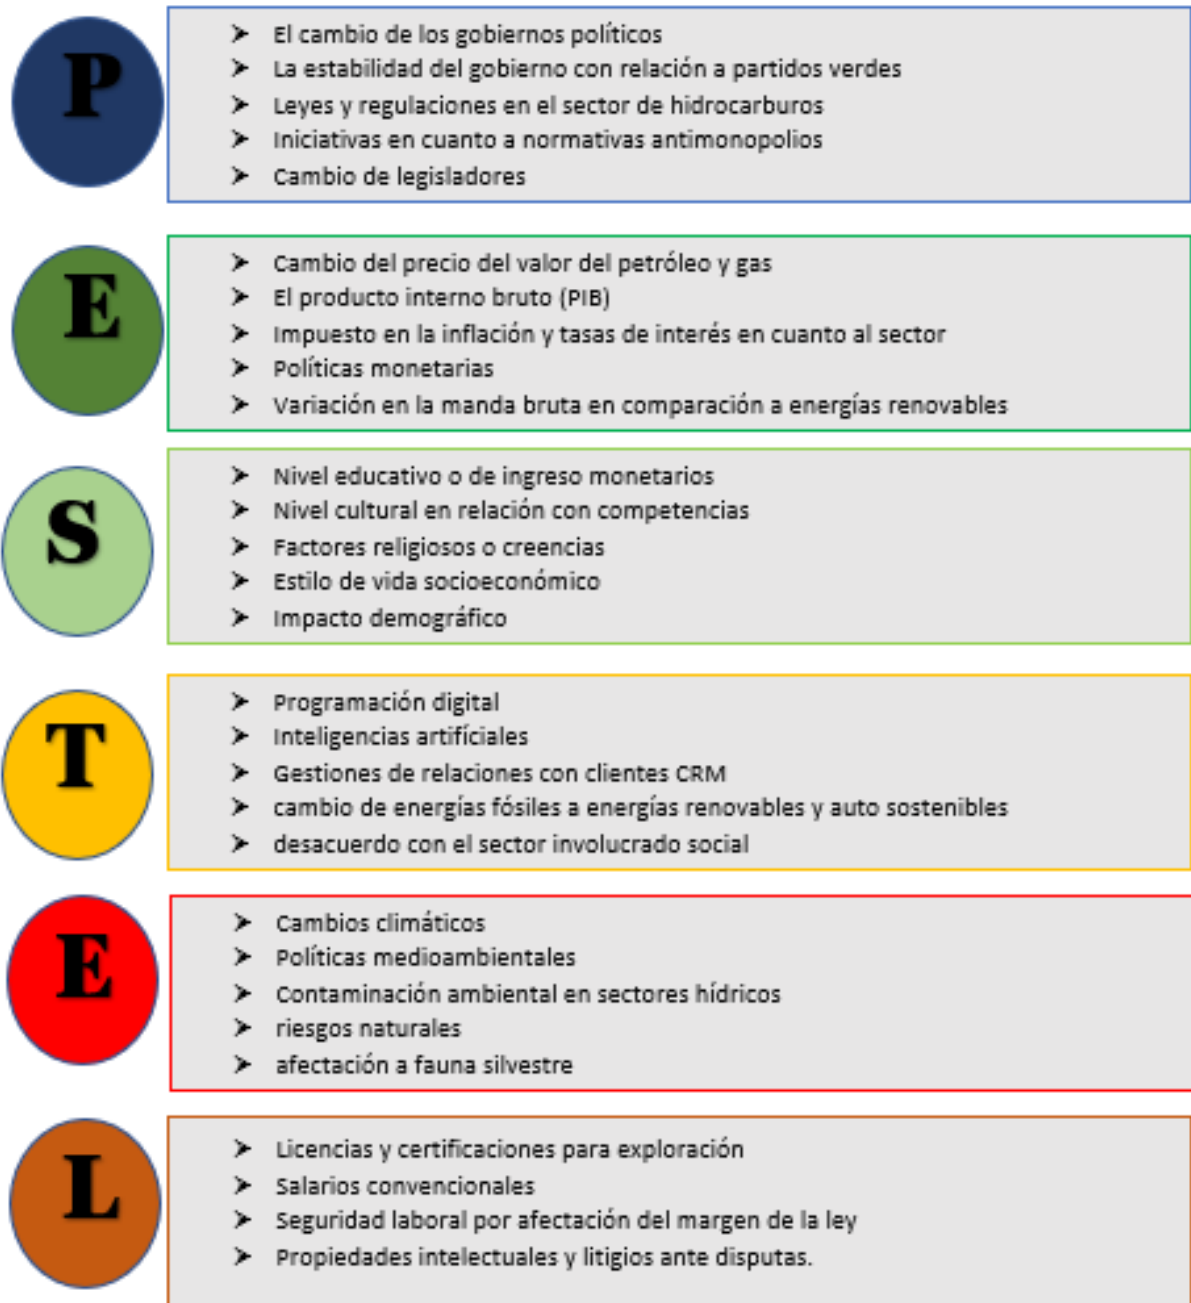 P
El cambio de los gobiernos políticos
La estabilidad del gobierno con relación a partidos verdes
Leyes y regulaciones en el sector de hidrocarburos
Iniciativas en cuanto a normativas antimonopolios
Cambio de legisladores
E
Cambio del precio del valor del petróleo y gas
El producto interno bruto (PIB)
Impuesto en la inflación y tasas de interés en cuanto al sector
Políticas monetarias
Variación en la manda bruta en comparación a energías renovables
S
Nivel educativo o de ingreso monetarios
Nivel cultural en relación con competencias
Factores religiosos o creencias
Estilo de vida socioeconómico
Impacto demográfico
T
Programación digital
Inteligencias artifíciales
Gestiones de relaciones con clientes CRM
cambio de energías fósiles a energías renovables y auto sostenibles
desacuerdo con el sector involucrado social
E
Cambios climáticos
Políticas medioambientales
Contaminación ambiental en sectores hídricos
riesgos naturales
afectación a fauna silvestre
L
Licencias y certificaciones para exploración
Salarios convencionales
Seguridad laboral por afectación del margen de la ley
Propiedades intelectuales y litigios ante disputas.